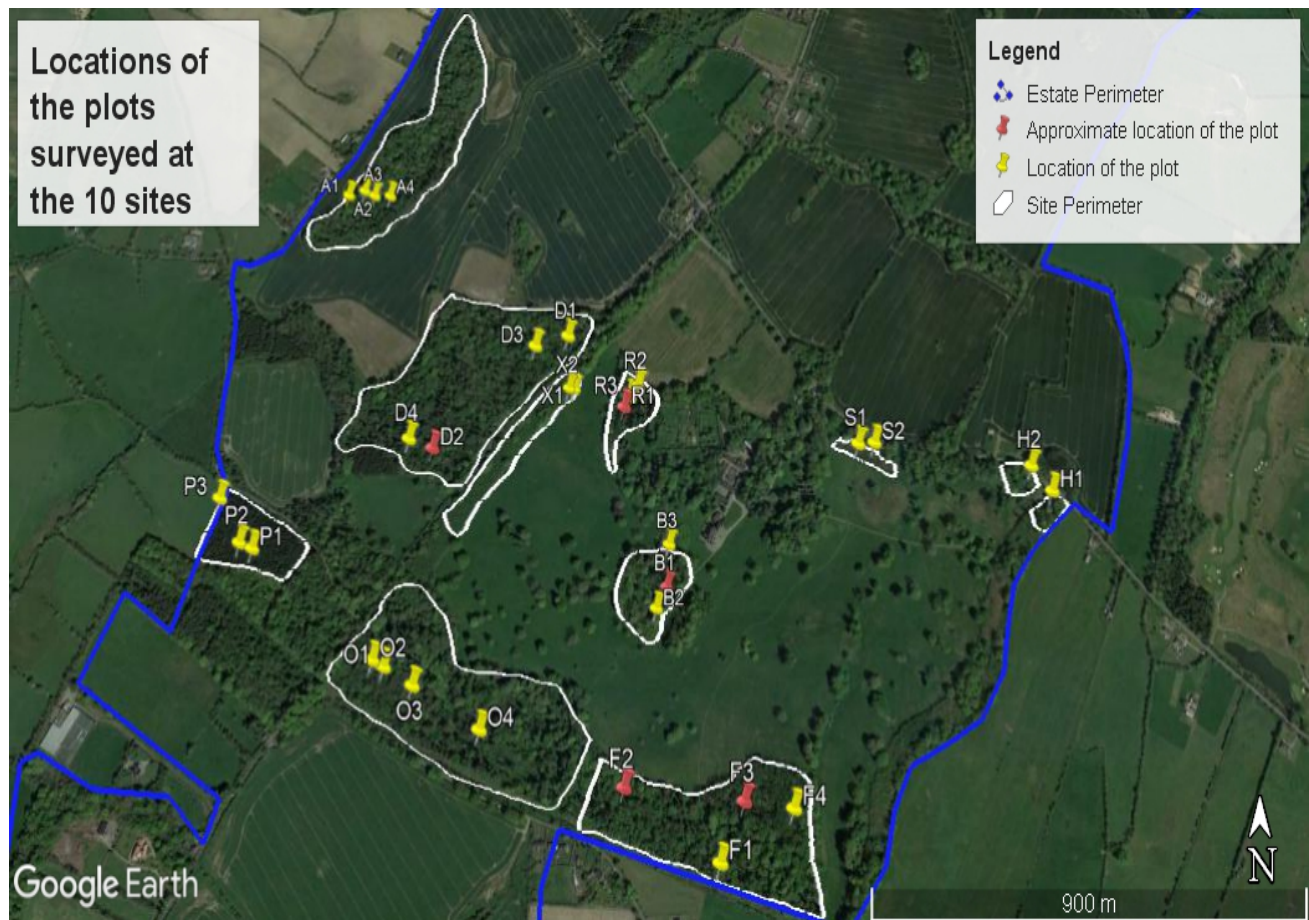 Locations of
the plots
surveyed at
the 10 sites
Legend
Estate Perimeter
Approximate location of the plot
Location of the plot
Site Perimeter
A1
A3
A4
A2
D1
D3
X2
X1
R2
R3
R1
D4
D2
S1
S2
H2
H1
P3
P2
P1
B3
B1
B2
O1
O2
O3
O4
F2
F3
F4
F1
N
Google Earth
900 m